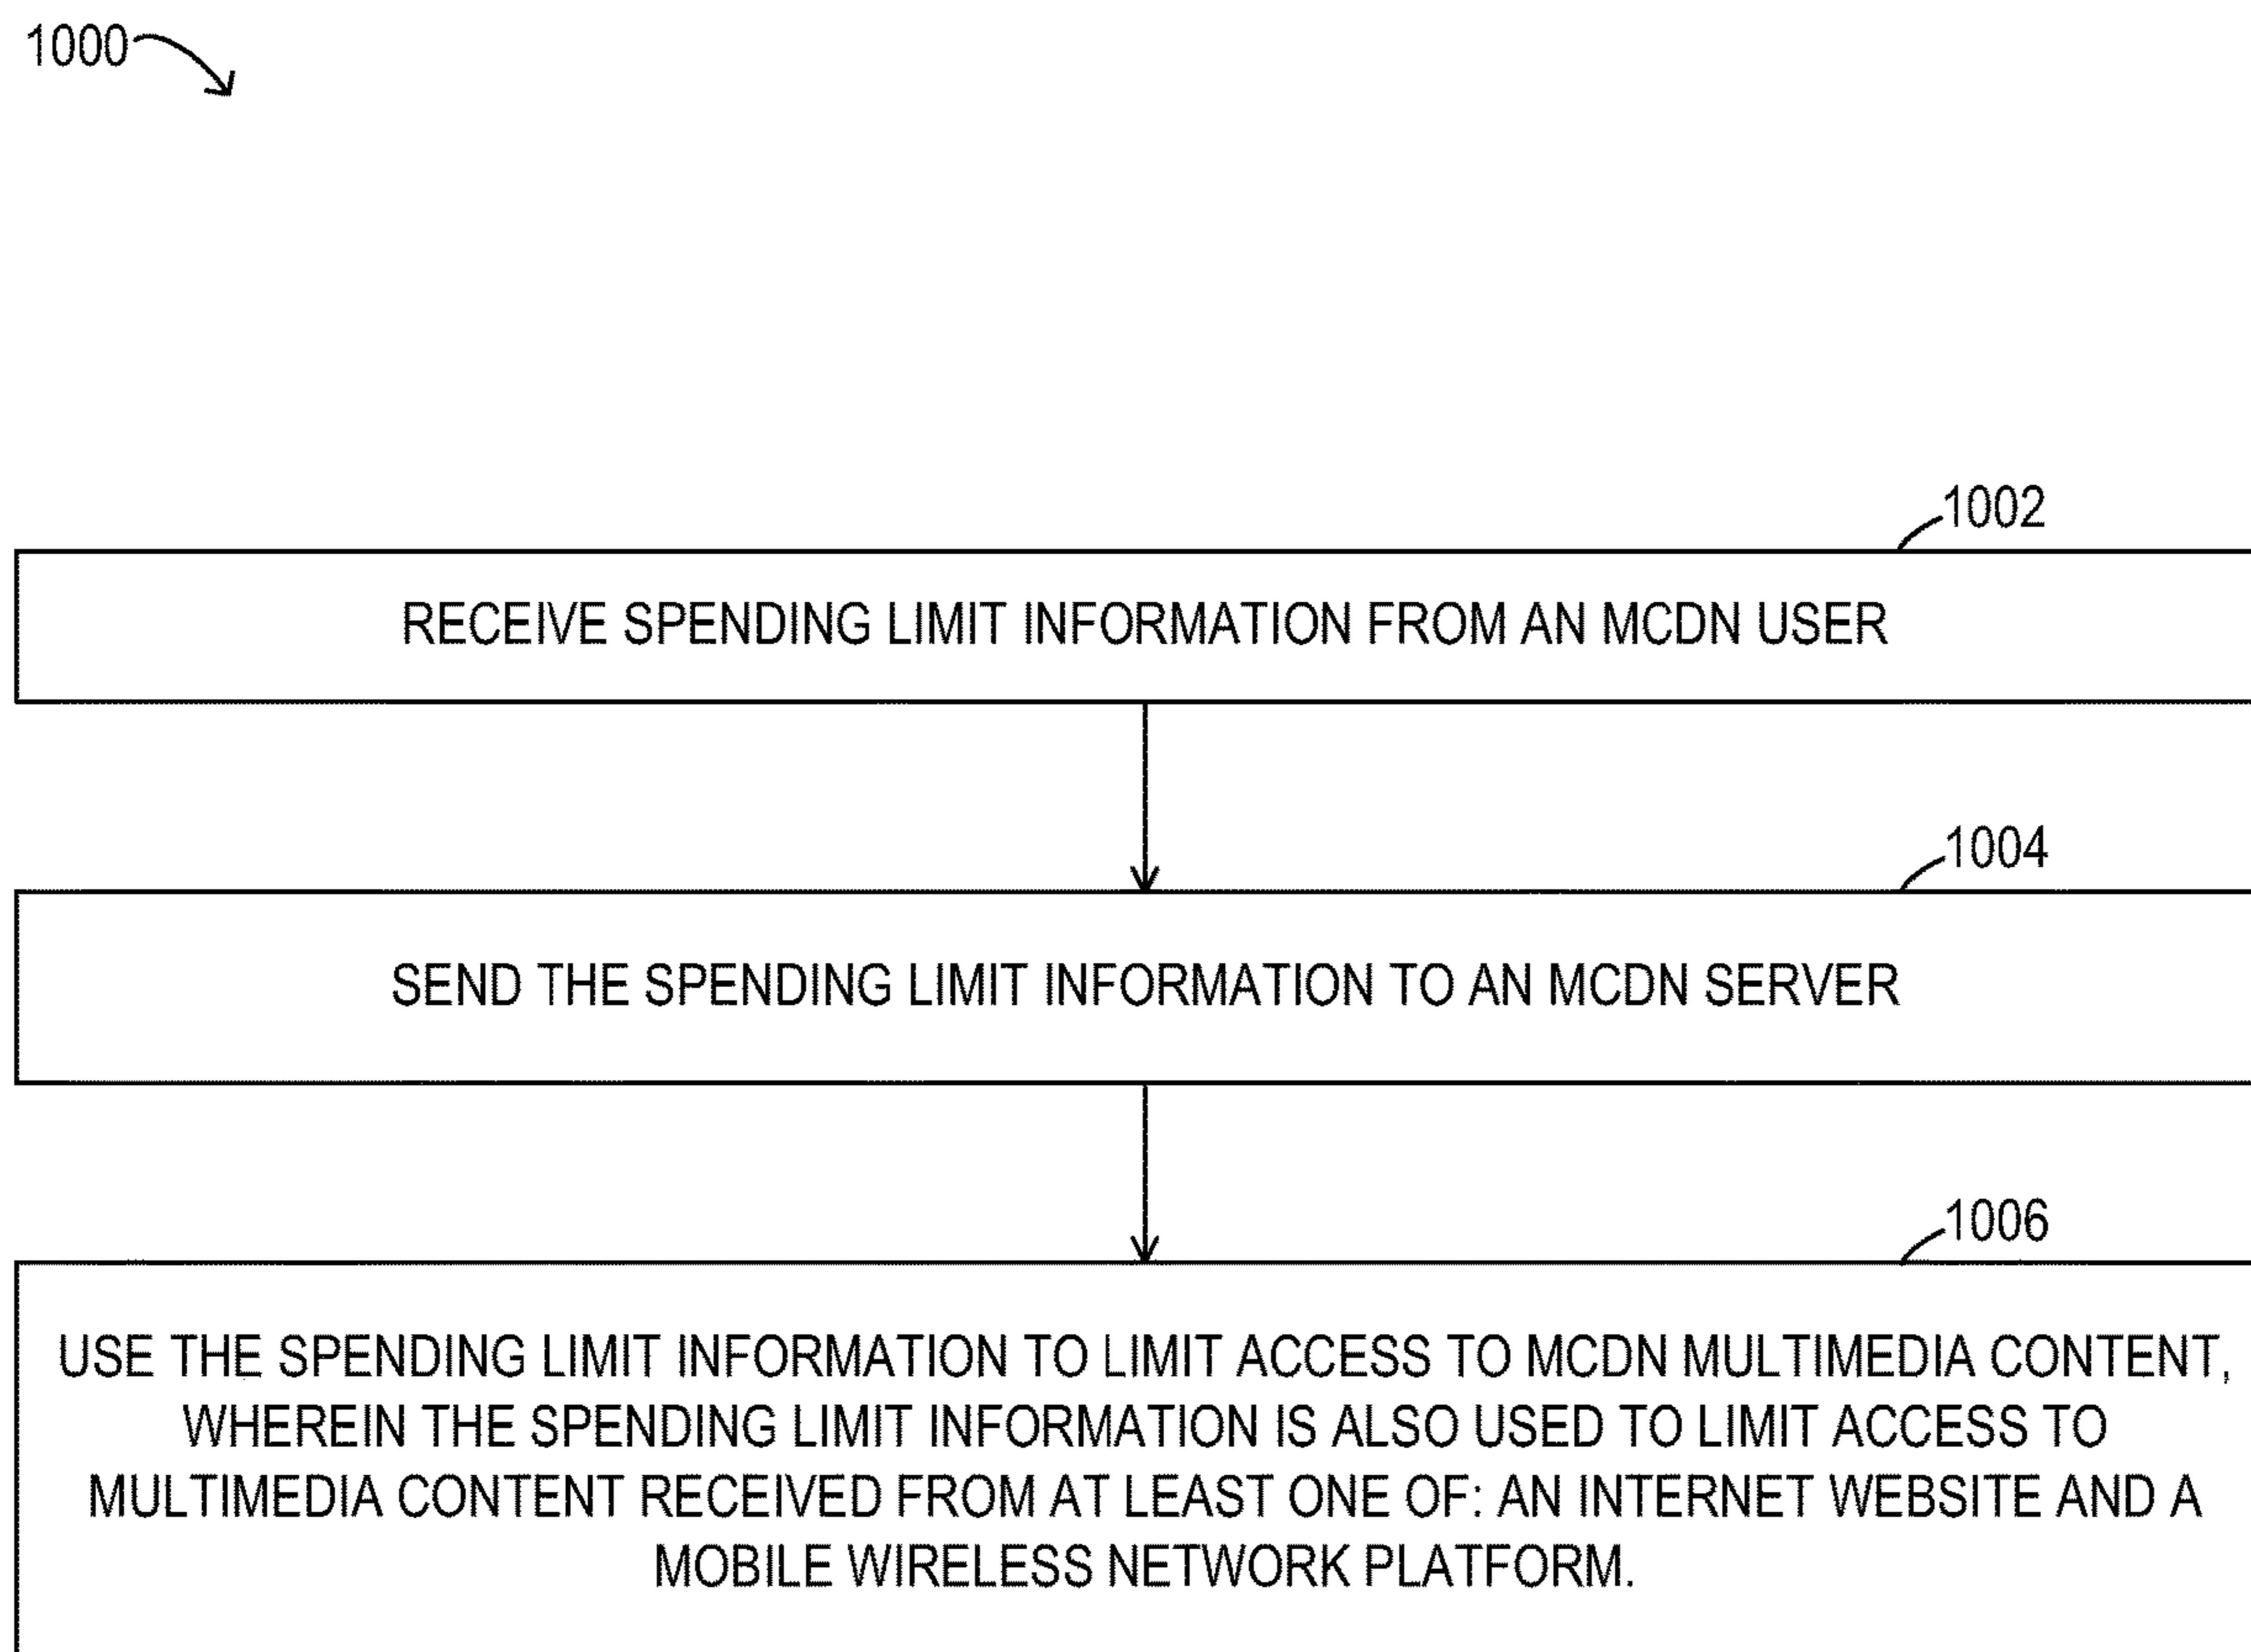 1000
1002
RECEIVE SPENDING LIMIT INFORMATION FROM AN MCDN USER
1004
SEND THE SPENDING LIMIT INFORMATION TO AN MCDN SERVER
1006
USE THE SPENDING LIMIT INFORMATION TO LIMIT ACCESS TO MCDN MULTIMEDIA CONTENT,
WHEREIN THE SPENDING LIMIT INFORMATION IS ALSO USED TO LIMIT ACCESS TO
MULTIMEDIA CONTENT RECEIVED FROM AT LEAST ONE OF: AN INTERNET WEBSITE AND A
MOBILE WIRELESS NETWORK PLATFORM.